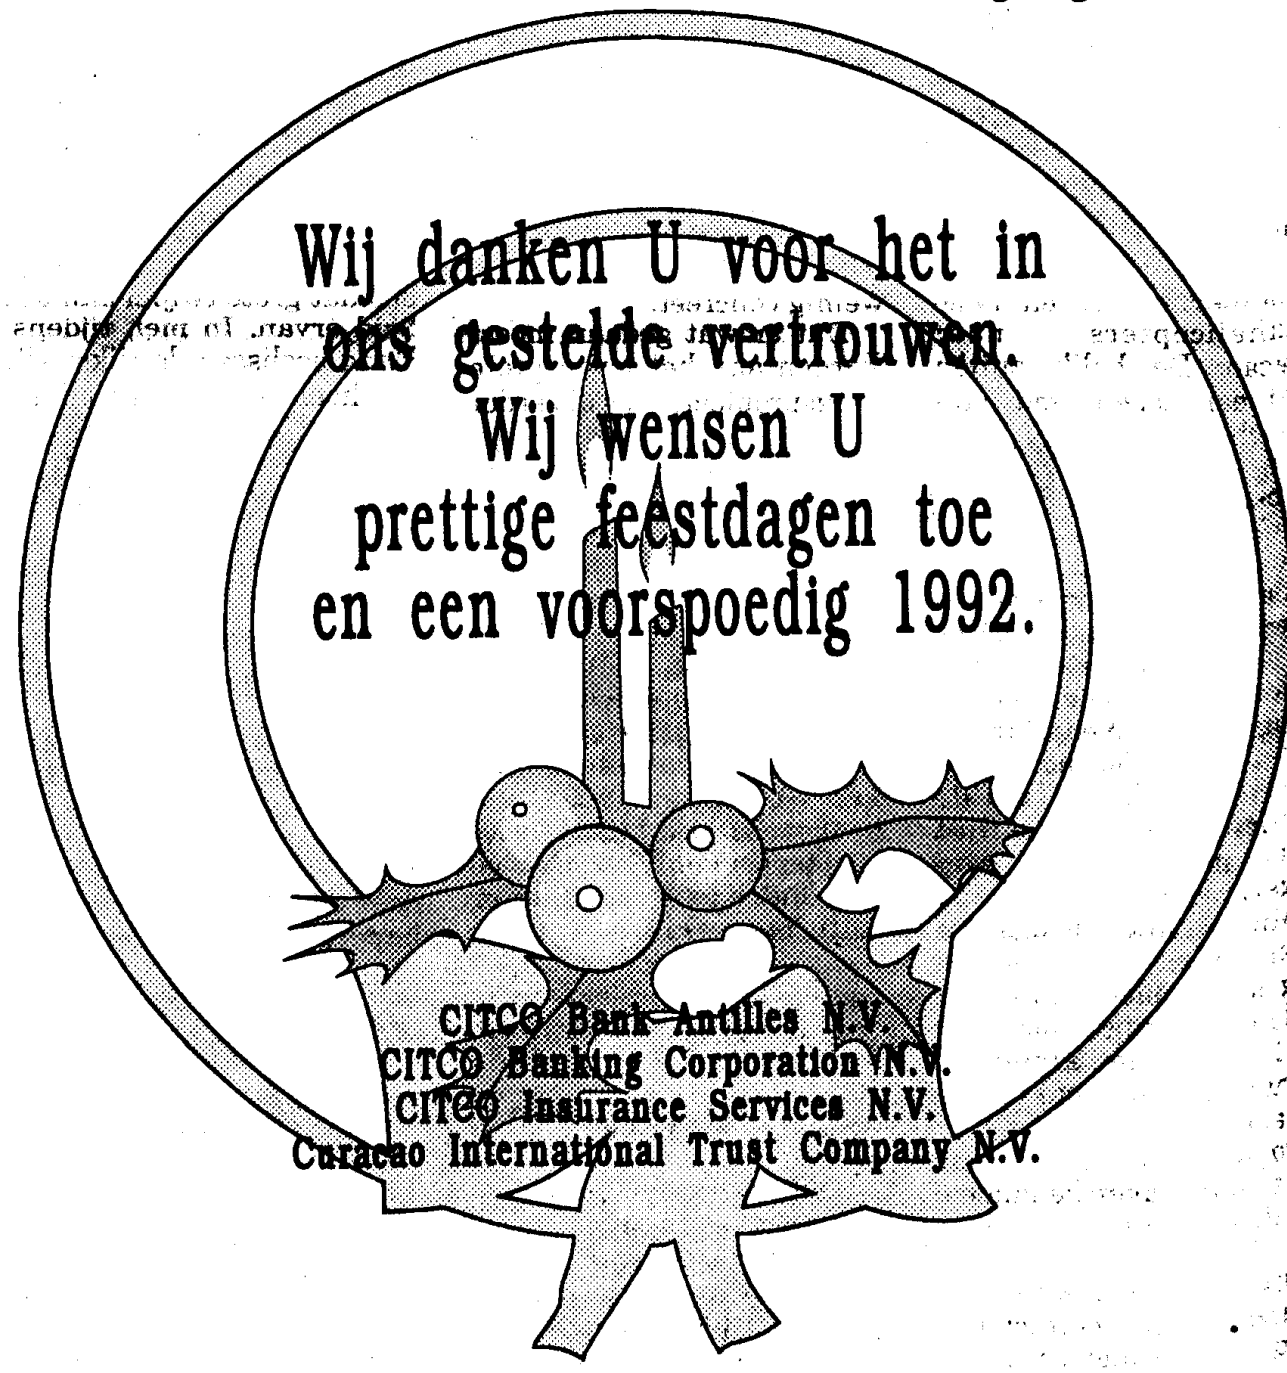 Wij danken U voor het in
ons gestelde vertrouwen.
Wij wensen U
prettige feestdagen toe
en een voorspoedig 1992.
CITCO Bank Antilles N.V.
CITCO Banking Corporation N.V.
CITCO Insurance Services N.V.
Curacao International Trust Company N.V.